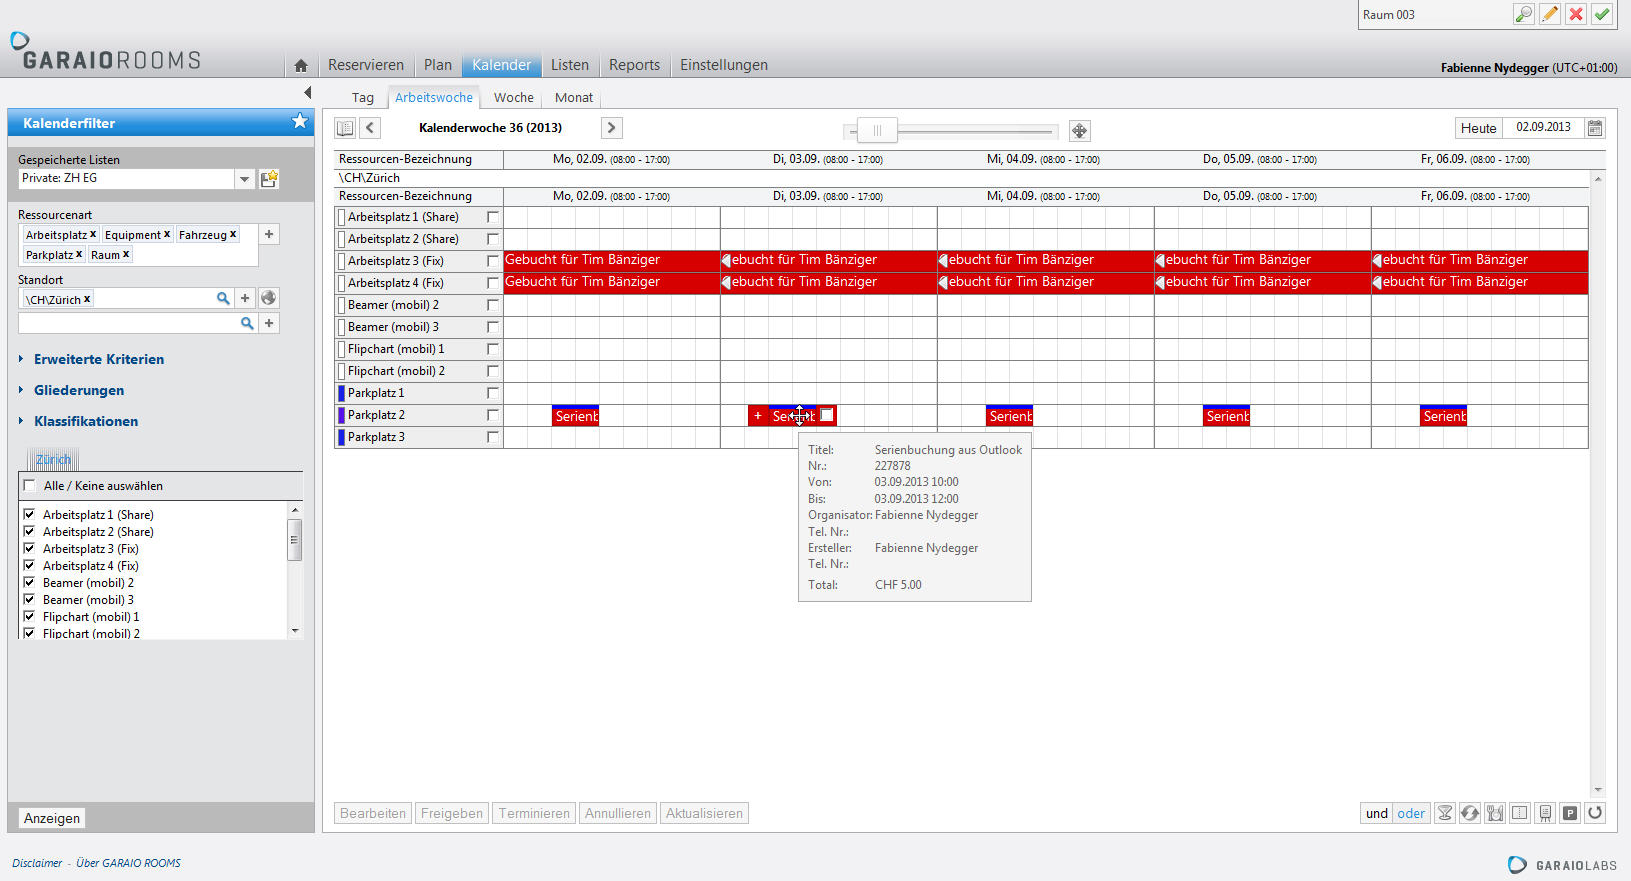 Raum 003
GARAIOROOMS
Reservieren Plan Kalender Listen Reports Einstellungen
Fabienne Nydegger (UTC+01:00)
Tag Arbeitswoche Woche Monat
Kalenderfilter
Gespeicherte Listen
Private: ZH EG
Ressourcenart
Arbeitsplatz x Equipment x Fahrzeug x +
Parkplatz x Raum x
Standort
\CH\Zürich x +
+
Erweiterte Kriterien
Gliederungen
Klassifikationen
Zürich
Alle / Keine auswählen
Arbeitsplatz 1 (Share)
Arbeitsplatz 2 (Share)
Arbeitsplatz 3 (Fix)
Arbeitsplatz 4 (Fix)
Beamer (mobil) 2
Beamer (mobil) 3
Flipchart (mobil) 1
Flipchart (mobil) 2
Anzeigen
Kalenderwoche 36 (2013)
Heute 02.09.2013
Ressourcen-Bezeichnung Mo, 02.09. (08:00 - 17:00) Di, 03.09. (08:00 - 17:00) Mi, 04.09. (08:00 - 17:00) Do, 05.09. (08:00 - 17:00) Fr, 06.09. (08:00 - 17:00)
\CH\Zürich
Ressourcen-Bezeichnung Mo, 02.09. (08:00 - 17:00) Di, 03.09. (08:00 - 17:00) Mi, 04.09. (08:00 - 17:00) Do, 05.09. (08:00 - 17:00) Fr, 06.09. (08:00 - 17:00)
Arbeitsplatz 1 (Share)
Arbeitsplatz 2 (Share)
Arbeitsplatz 3 (Fix) Gebucht für Tim Bänziger ebucht für Tim Bänziger ebucht für Tim Bänziger ebucht für Tim Bänziger ebucht für Tim Bänziger
Arbeitsplatz 4 (Fix) Gebucht für Tim Bänziger ebucht für Tim Bänziger ebucht für Tim Bänziger ebucht für Tim Bänziger ebucht für Tim Bänziger
Beamer (mobil) 2
Beamer (mobil) 3
Flipchart (mobil) 1
Flipchart (mobil) 2
Parkplatz 1
Parkplatz 2 Serienb + Serienb Serienb Serienb Serienb
Parkplatz 3
Titel: Serienbuchung aus Outlook
Nr.: 227878
Von: 03.09.2013 10:00
Bis: 03.09.2013 12:00
Organisator: Fabienne Nydegger
Tel. Nr.:
Ersteller: Fabienne Nydegger
Tel. Nr.:
Total: CHF 5.00
Bearbeiten Freigeben Terminieren Annullieren Aktualisieren
und oder P
Disclaimer - Über GARAIO ROOMS
GARAIOLABS